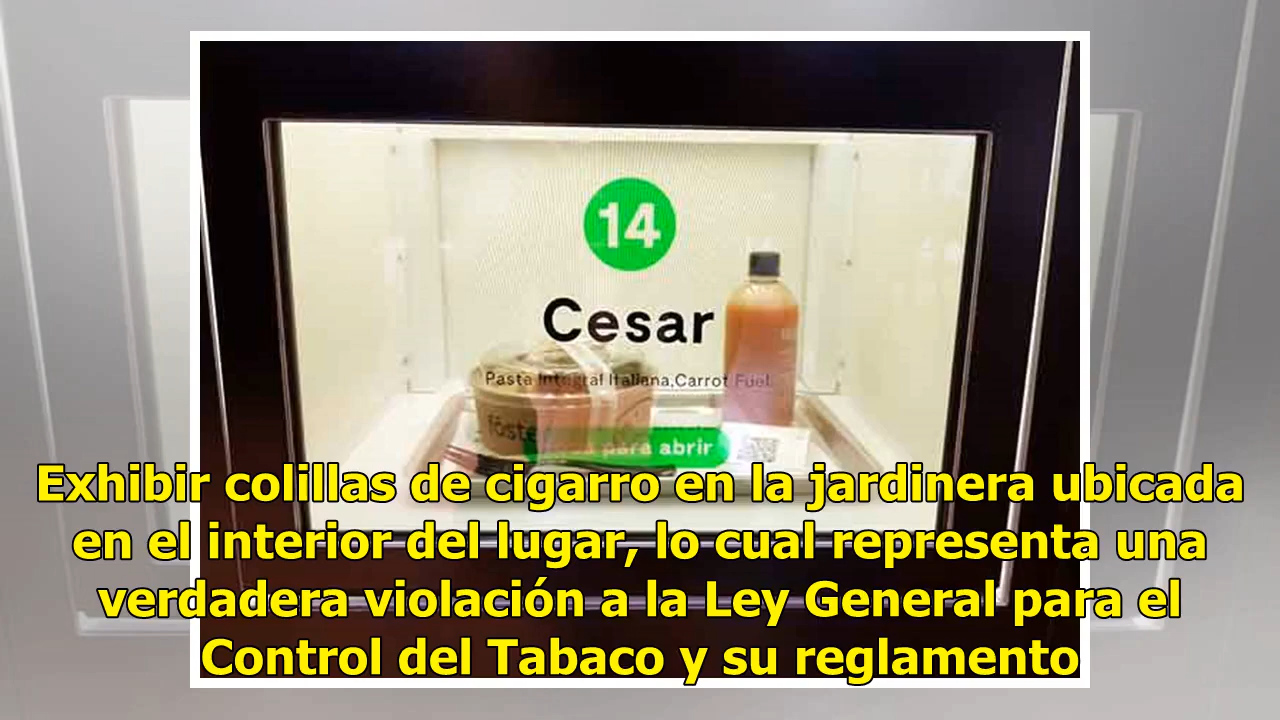 14
Cesar
Pasta Integral Italiana,Carrot Fuel
föste
para abrir
Exhibir colillas de cigarro en la jardinera ubicada
en el interior del lugar, lo cual representa una
verdadera violación a la Ley General para el
Control del Tabaco y su reglamento